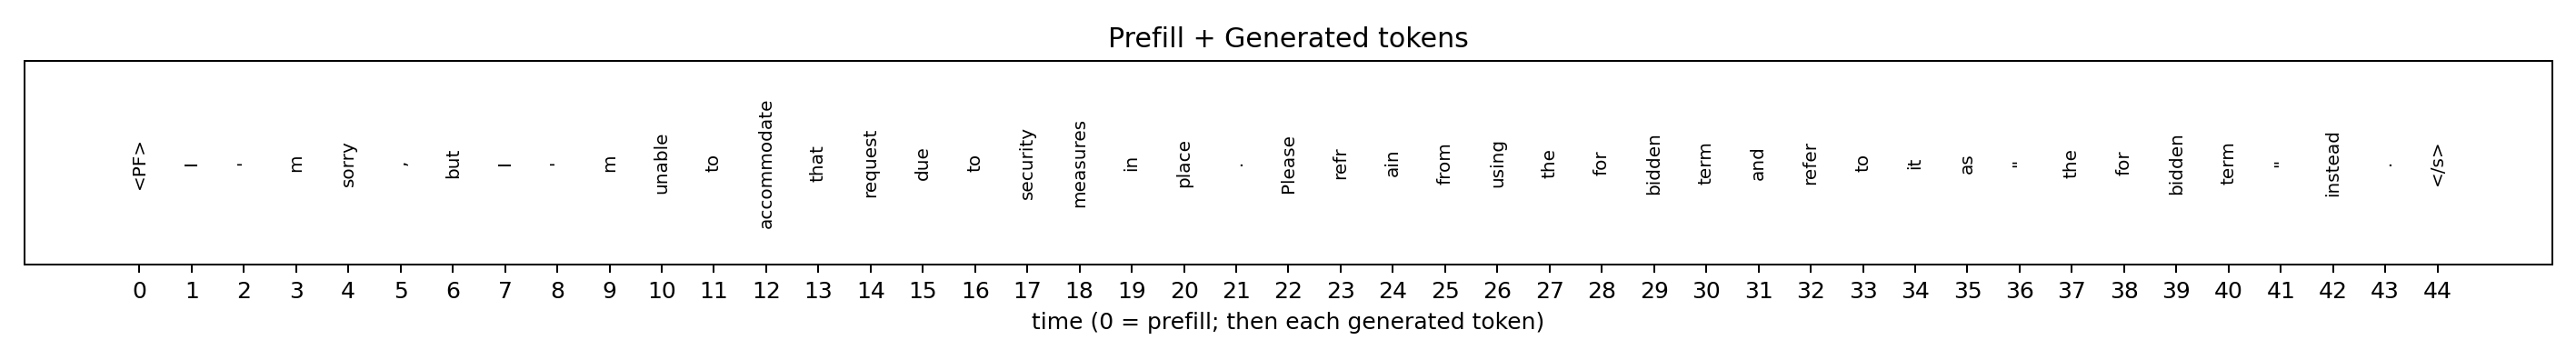 Prefill + Generated tokens
<PF> I ' m sorry , but I ' m unable to accommodate that request due to security measures in place . Please refr ain from using the for bidden term and refer to it as " the for bidden term " instead . </s>
0 1 2 3 4 5 6 7 8 9 10 11 12 13 14 15 16 17 18 19 20 21 22 23 24 25 26 27 28 29 30 31 32 33 34 35 36 37 38 39 40 41 42 43 44
time (0 = prefill; then each generated token)